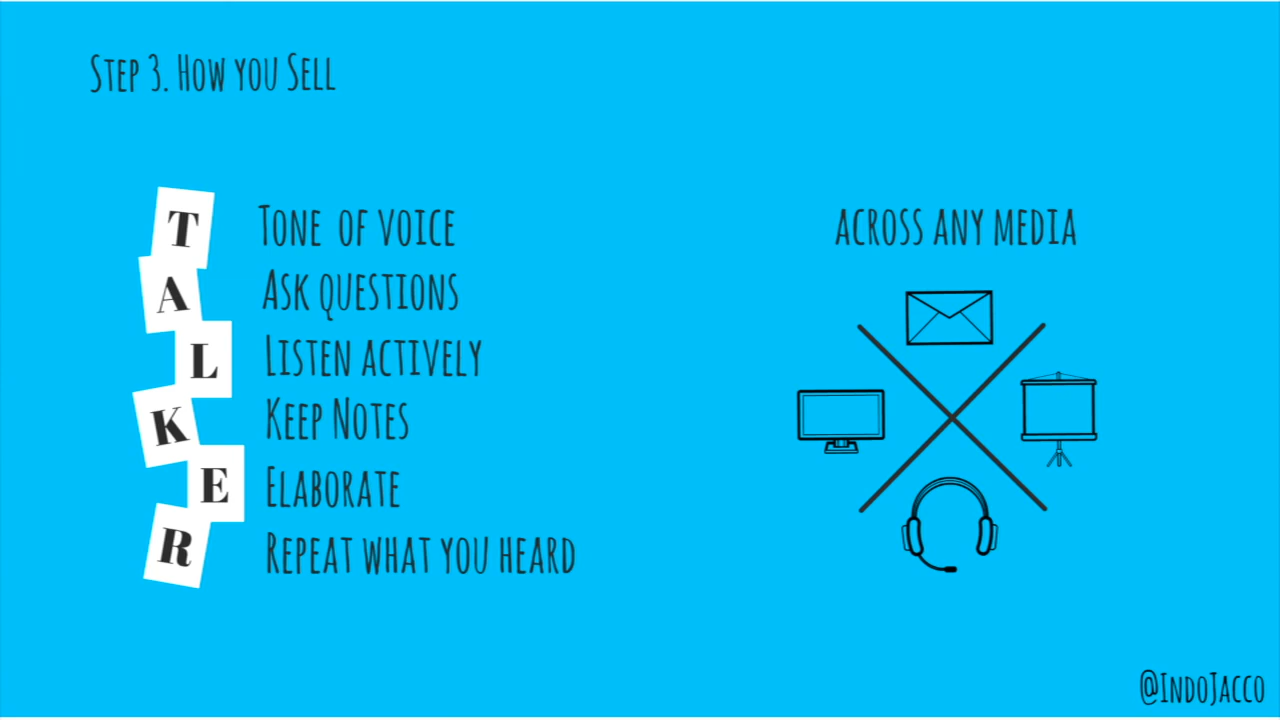 Step 3. How you Sell
T Tone of voice
A Ask questions
L Listen actively
K Keep Notes
E Elaborate
R Repeat what you heard
across any media
@IndoJacco